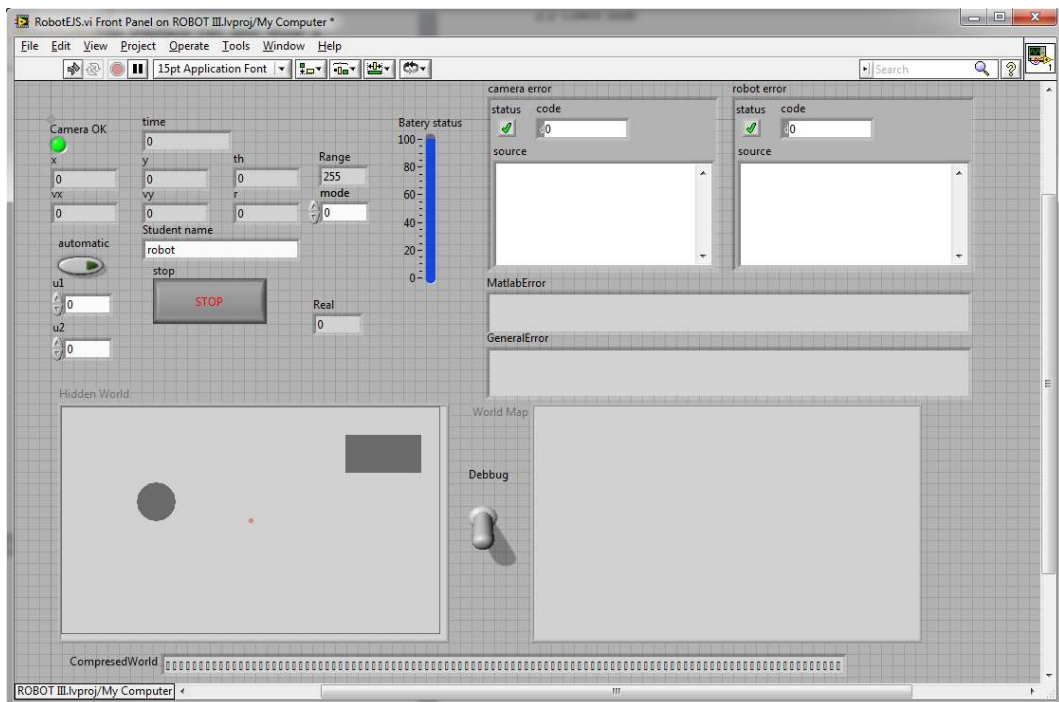 RobotEJS.vi Front Panel on ROBOT III.lvproj/My Computer *
File Edit View Project Operate Tools Window Help
15pt Application Font
Search
1
camera error
robot error
status code
0
source
status code
0
source
Camera OK
time
0
Batery status
100
80
60
40
20
0
x
0
y
0
th
0
Range
255
vx
0
vy
0
r
0
mode
0
automatic
Student name
robot
stop
STOP
u1
0
u2
0
Real
0
MatlabError
GeneralError
Hidden World
World Map
Debbug
CompresedWorld
ROBOT III.lvproj/My Computer